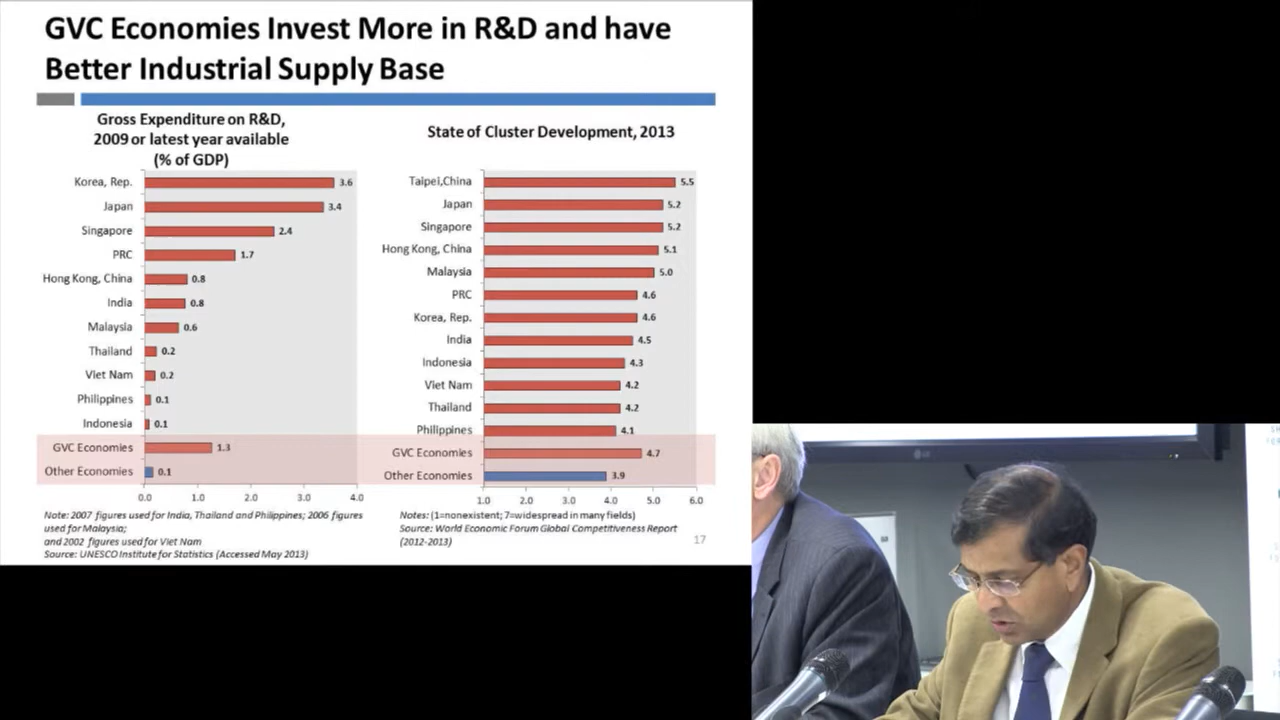 GVC Economies Invest More in R&D and have
Better Industrial Supply Base
Gross Expenditure on R&D,
2009 or latest year available
(% of GDP)
Korea, Rep. 3.6
Japan 3.4
Singapore 2.4
PRC 1.7
Hong Kong, China 0.8
India 0.8
Malaysia 0.6
Thailand 0.2
Viet Nam 0.2
Philippines 0.1
Indonesia 0.1
GVC Economies 1.3
Other Economies 0.1
0.0 1.0 2.0 3.0 4.0
Note: 2007 figures used for India, Thailand and Philippines; 2006 figures
used for Malaysia;
and 2002 figures used for Viet Nam
Source: UNESCO Institute for Statistics (Accessed May 2013)
State of Cluster Development, 2013
Taipei,China 5.5
Japan 5.2
Singapore 5.2
Hong Kong, China 5.1
Malaysia 5.0
PRC 4.6
Korea, Rep. 4.6
India 4.5
Indonesia 4.3
Viet Nam 4.2
Thailand 4.2
Philippines 4.1
GVC Economies 4.7
Other Economies 3.9
1.0 2.0 3.0 4.0 5.0 6.0
Notes: (1=nonexistent; 7=widespread in many fields)
Source: World Economic Forum Global Competitiveness Report
(2012-2013)
17
LG